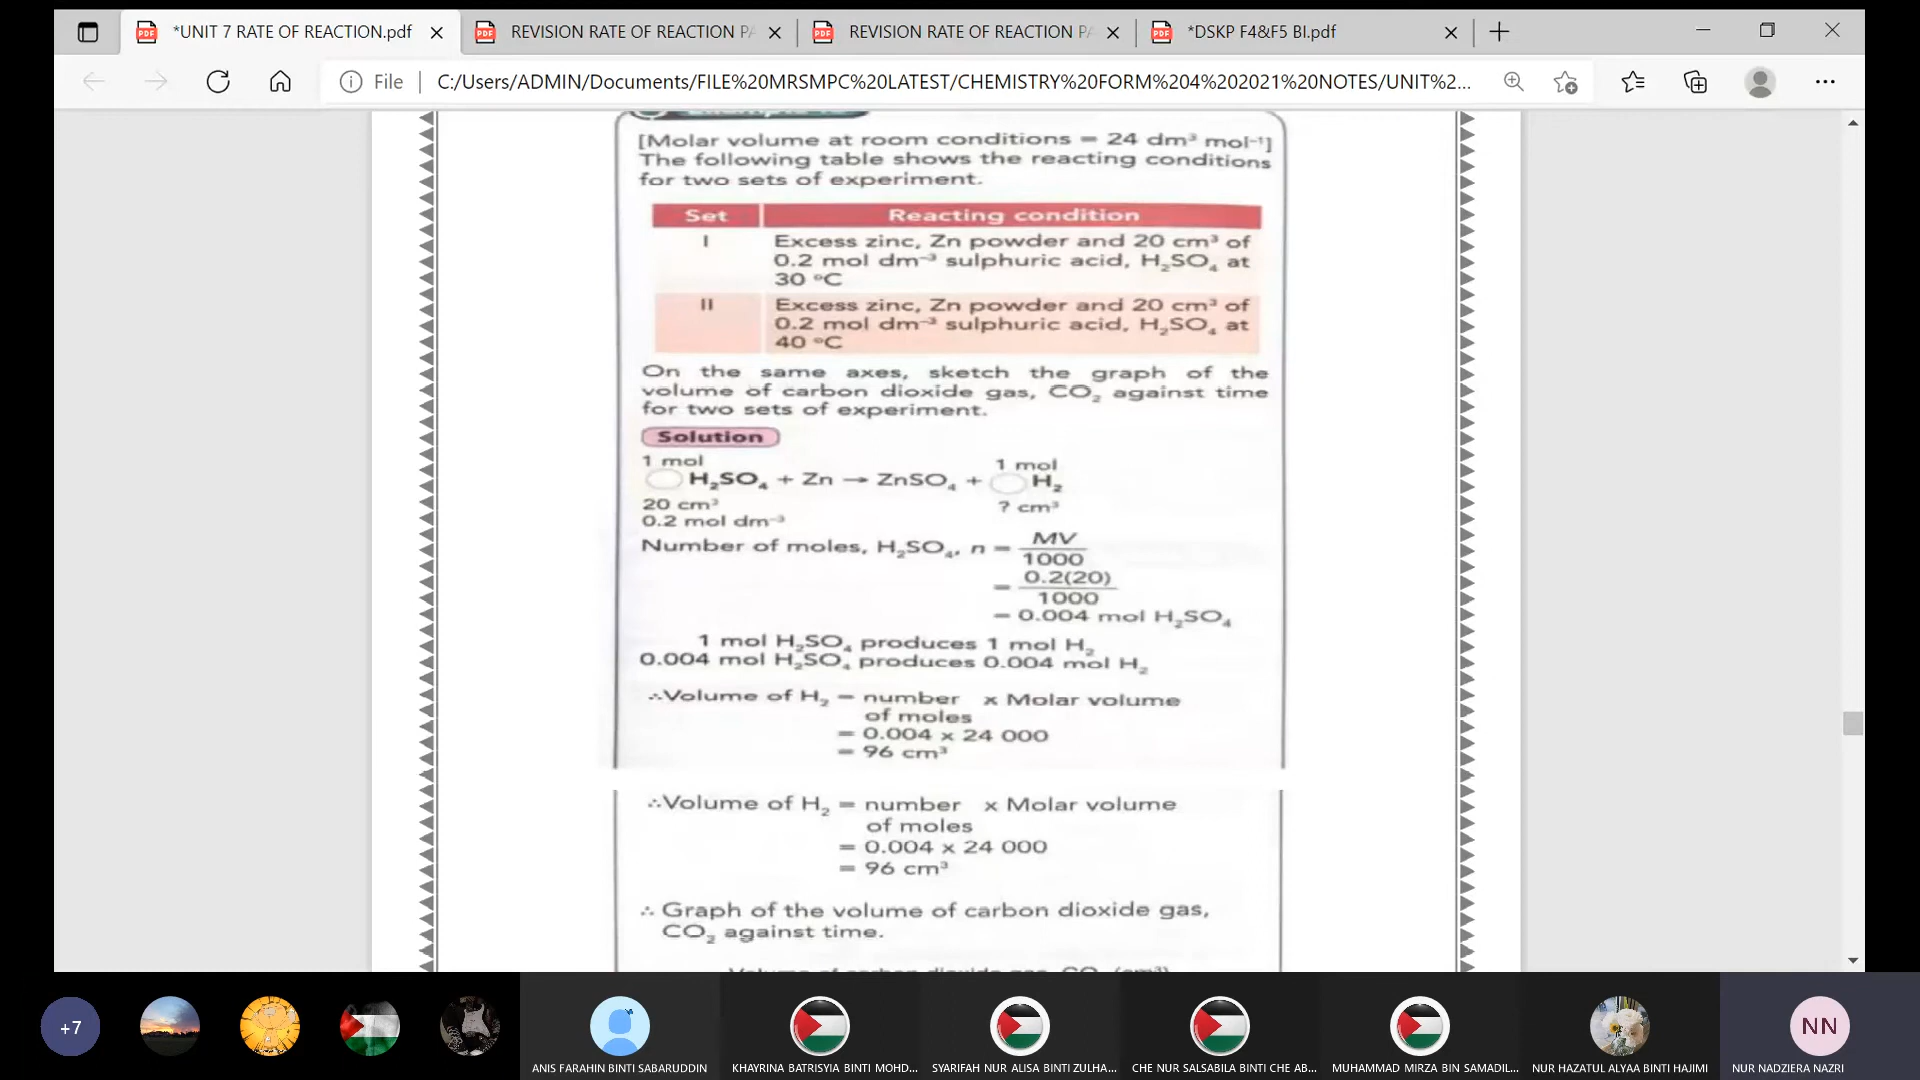 *UNIT 7 RATE OF REACTION.pdf
REVISION RATE OF REACTION PA
REVISION RATE OF REACTION PA
*DSKP F4&F5 BI.pdf
File
C:/Users/ADMIN/Documents/FILE%20MRSMPC%20LATEST/CHEMISTRY%20FORM%204%202021%20NOTES/UNIT%2...
[Molar volume at room conditions = 24 dm³ mol⁻¹]
The following table shows the reacting conditions
for two sets of experiment.
Set Reacting condition
I Excess zinc, Zn powder and 20 cm³ of
0.2 mol dm⁻³ sulphuric acid, H₂SO₄ at
30 °C
II Excess zinc, Zn powder and 20 cm³ of
0.2 mol dm⁻³ sulphuric acid, H₂SO₄ at
40 °C
On the same axes, sketch the graph of the
volume of carbon dioxide gas, CO₂ against time
for two sets of experiment.
Solution
1 mol 1 mol
H₂SO₄ + Zn → ZnSO₄ + H₂
20 cm³ ? cm³
0.2 mol dm⁻³
Number of moles, H₂SO₄, n = MV
1000
= 0.2(20)
1000
= 0.004 mol H₂SO₄
1 mol H₂SO₄ produces 1 mol H₂
0.004 mol H₂SO₄ produces 0.004 mol H₂
∴Volume of H₂ = number x Molar volume
of moles
= 0.004 x 24 000
= 96 cm³
∴Volume of H₂ = number x Molar volume
of moles
= 0.004 x 24 000
= 96 cm³
∴ Graph of the volume of carbon dioxide gas,
CO₂ against time.
+7
NN
ANIS FARAHIN BINTI SABARUDDIN
KHAYRINA BATRISYIA BINTI MOHD...
SYARIFAH NUR ALISA BINTI ZULHA...
CHE NUR SALSABILA BINTI CHE AB...
MUHAMMAD MIRZA BIN SAMADIL...
NUR HAZATUL ALYAA BINTI HAJIMI
NUR NADZIERA NAZRI